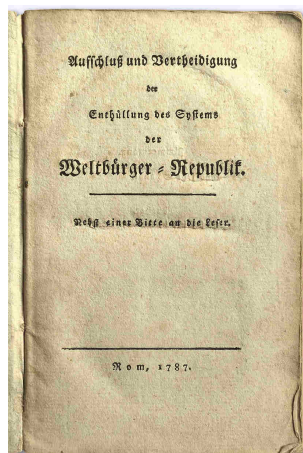 Aufschluß und Vertheidigung
der
Enthüllung des Systems
der
Weltbürger = Republik.
Nebst einer Bitte an die Leser.
Rom, 1787.